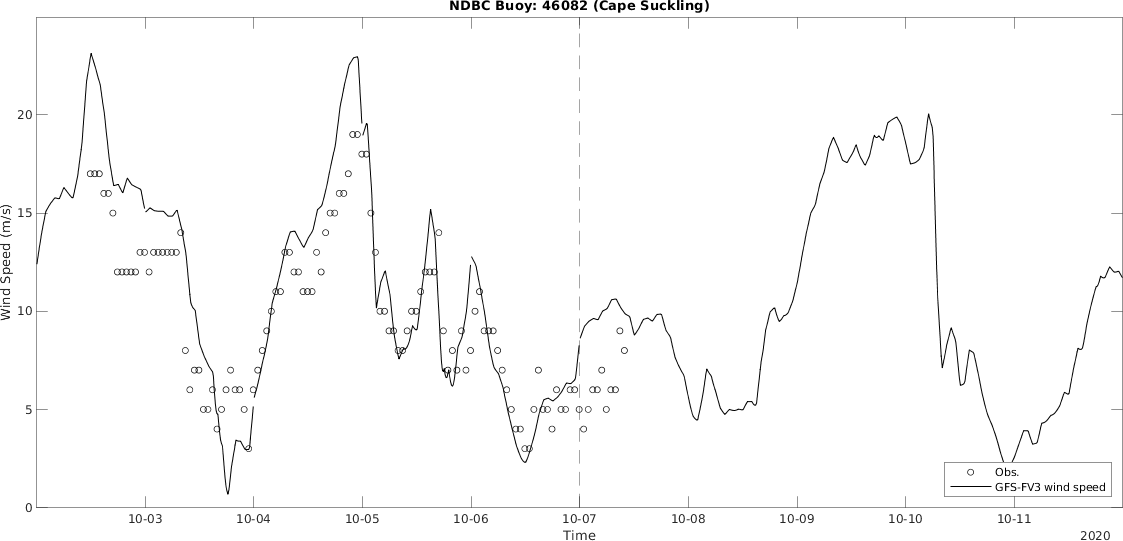 NDBC Buoy: 46082 (Cape Suckling)
Wind Speed (m/s)
20
15
10
5
0
10-03 10-04 10-05 10-06 10-07 10-08 10-09 10-10 10-11
Time
2020
Obs.
GFS-FV3 wind speed